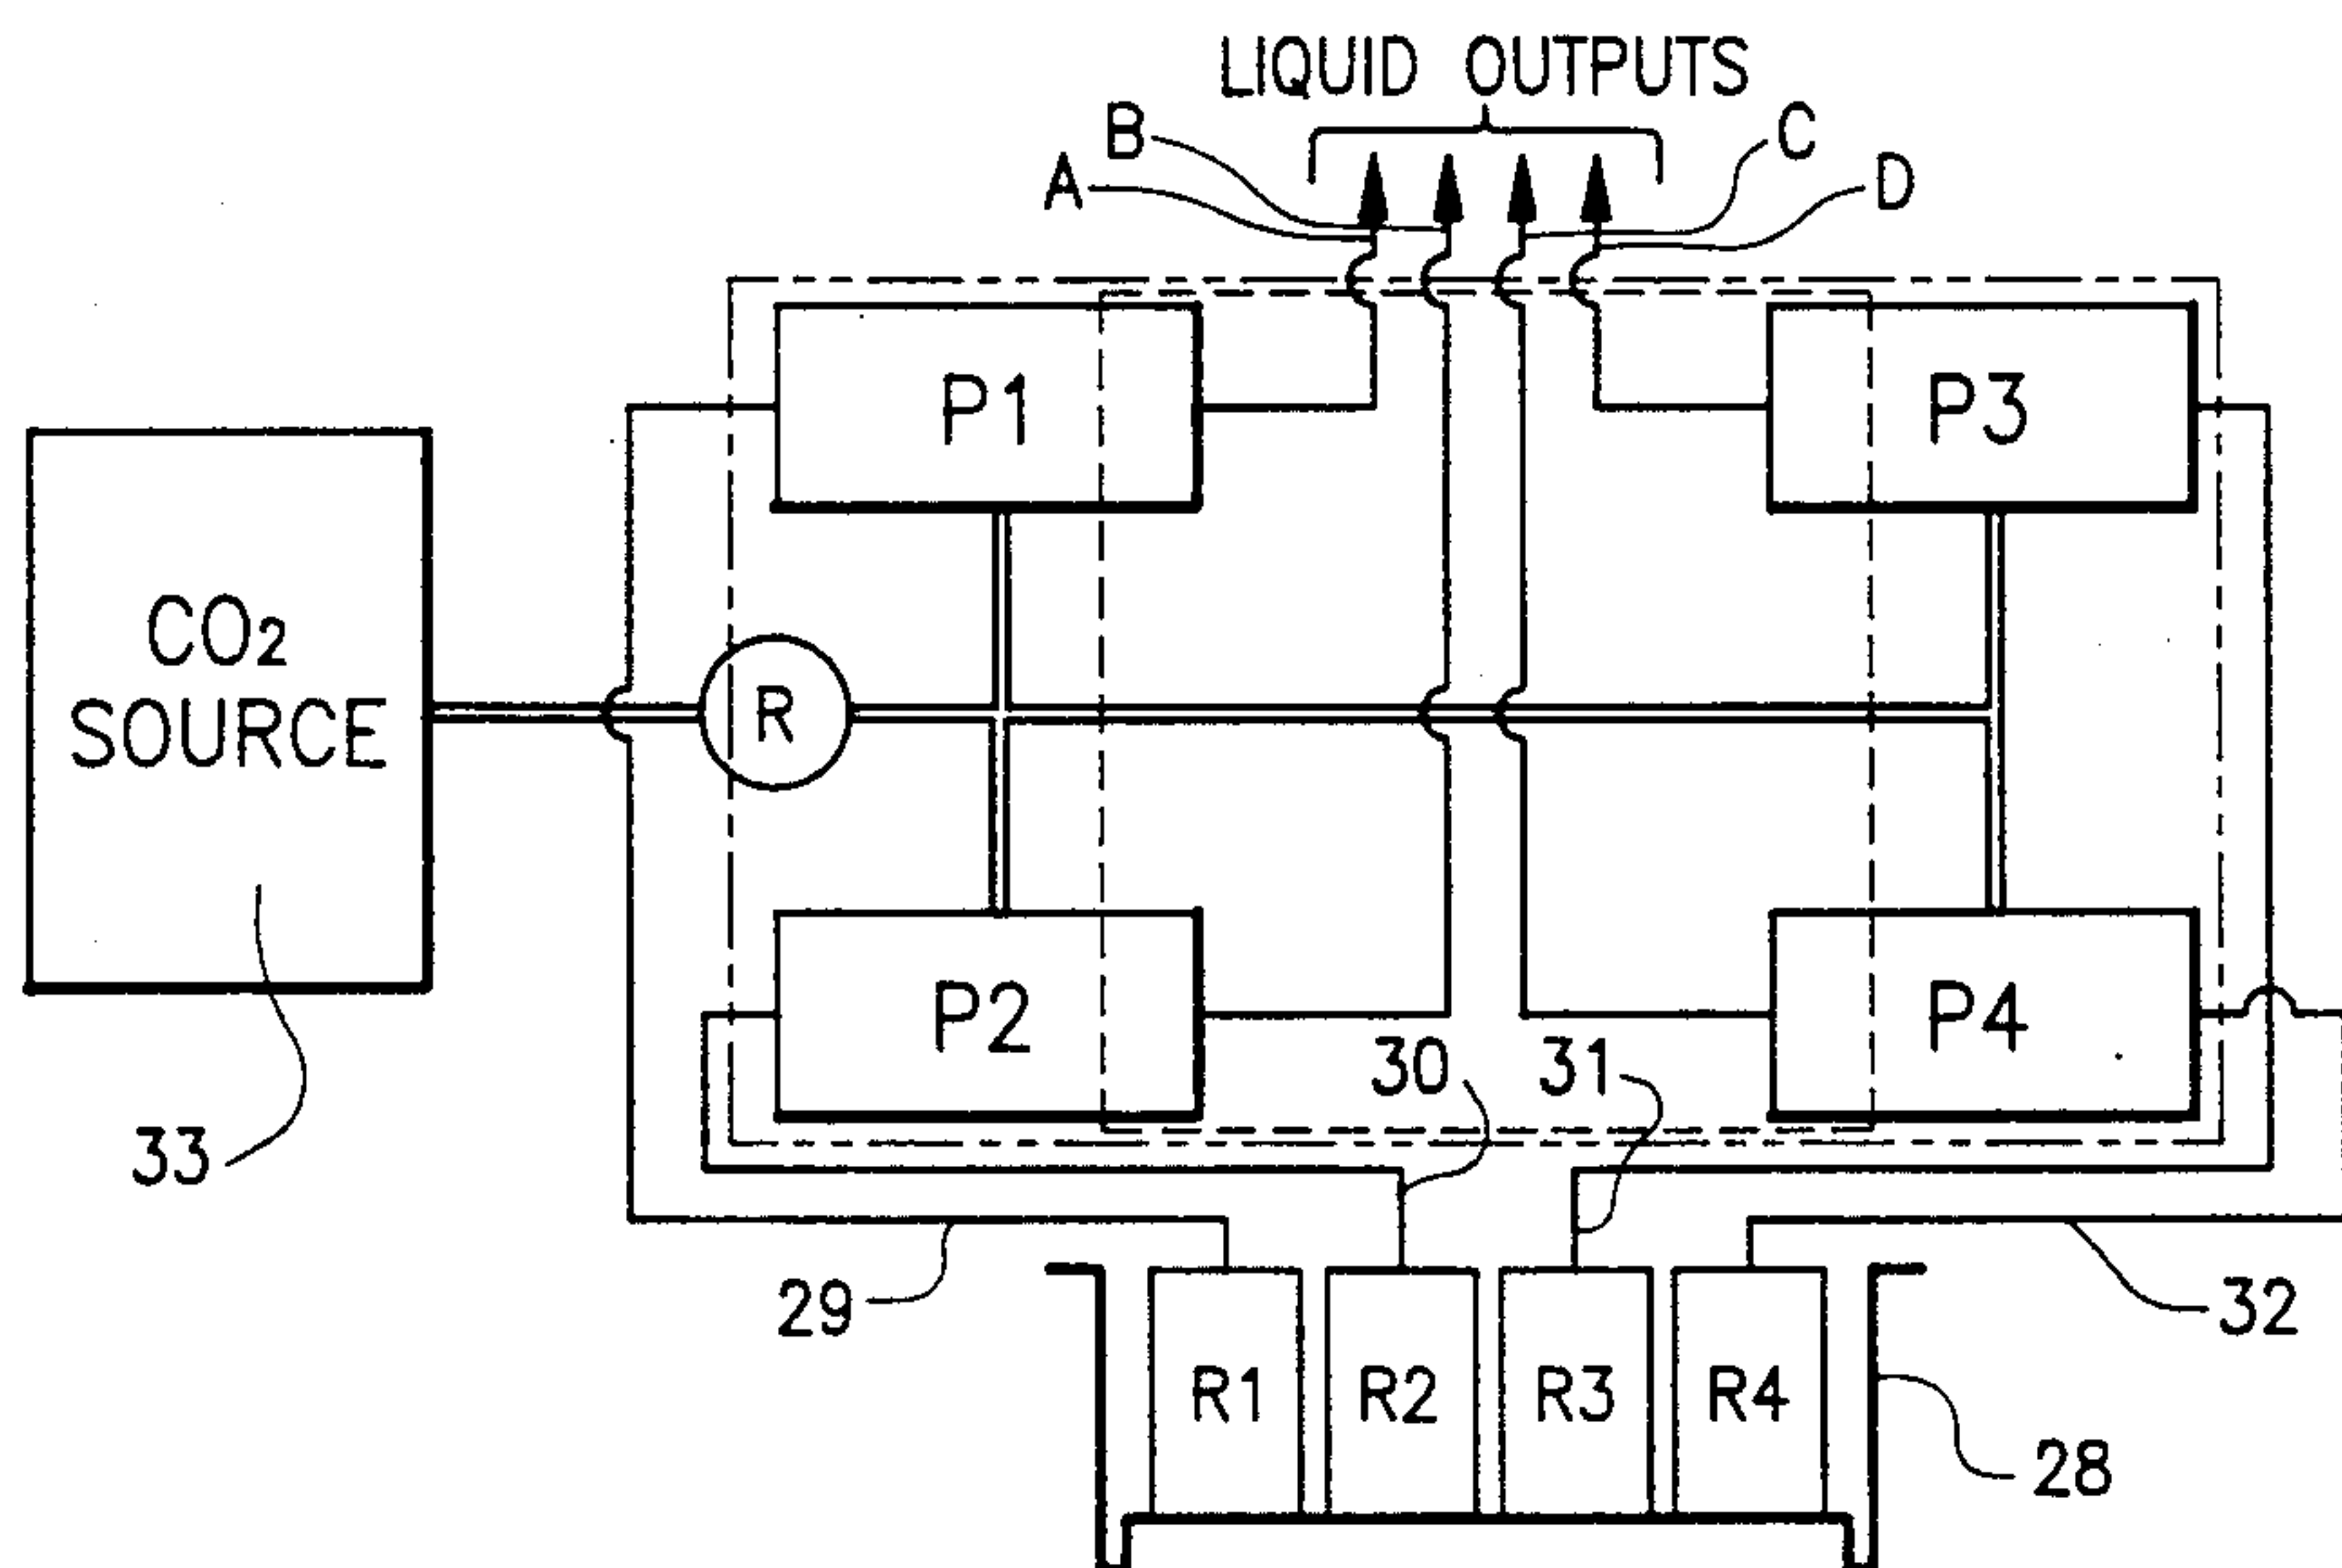 LIQUID OUTPUTS
B
C
A
D
P1
P3
CO₂
SOURCE
R
P2
P4
30
31
33
29
32
R1
R2
R3
R4
28